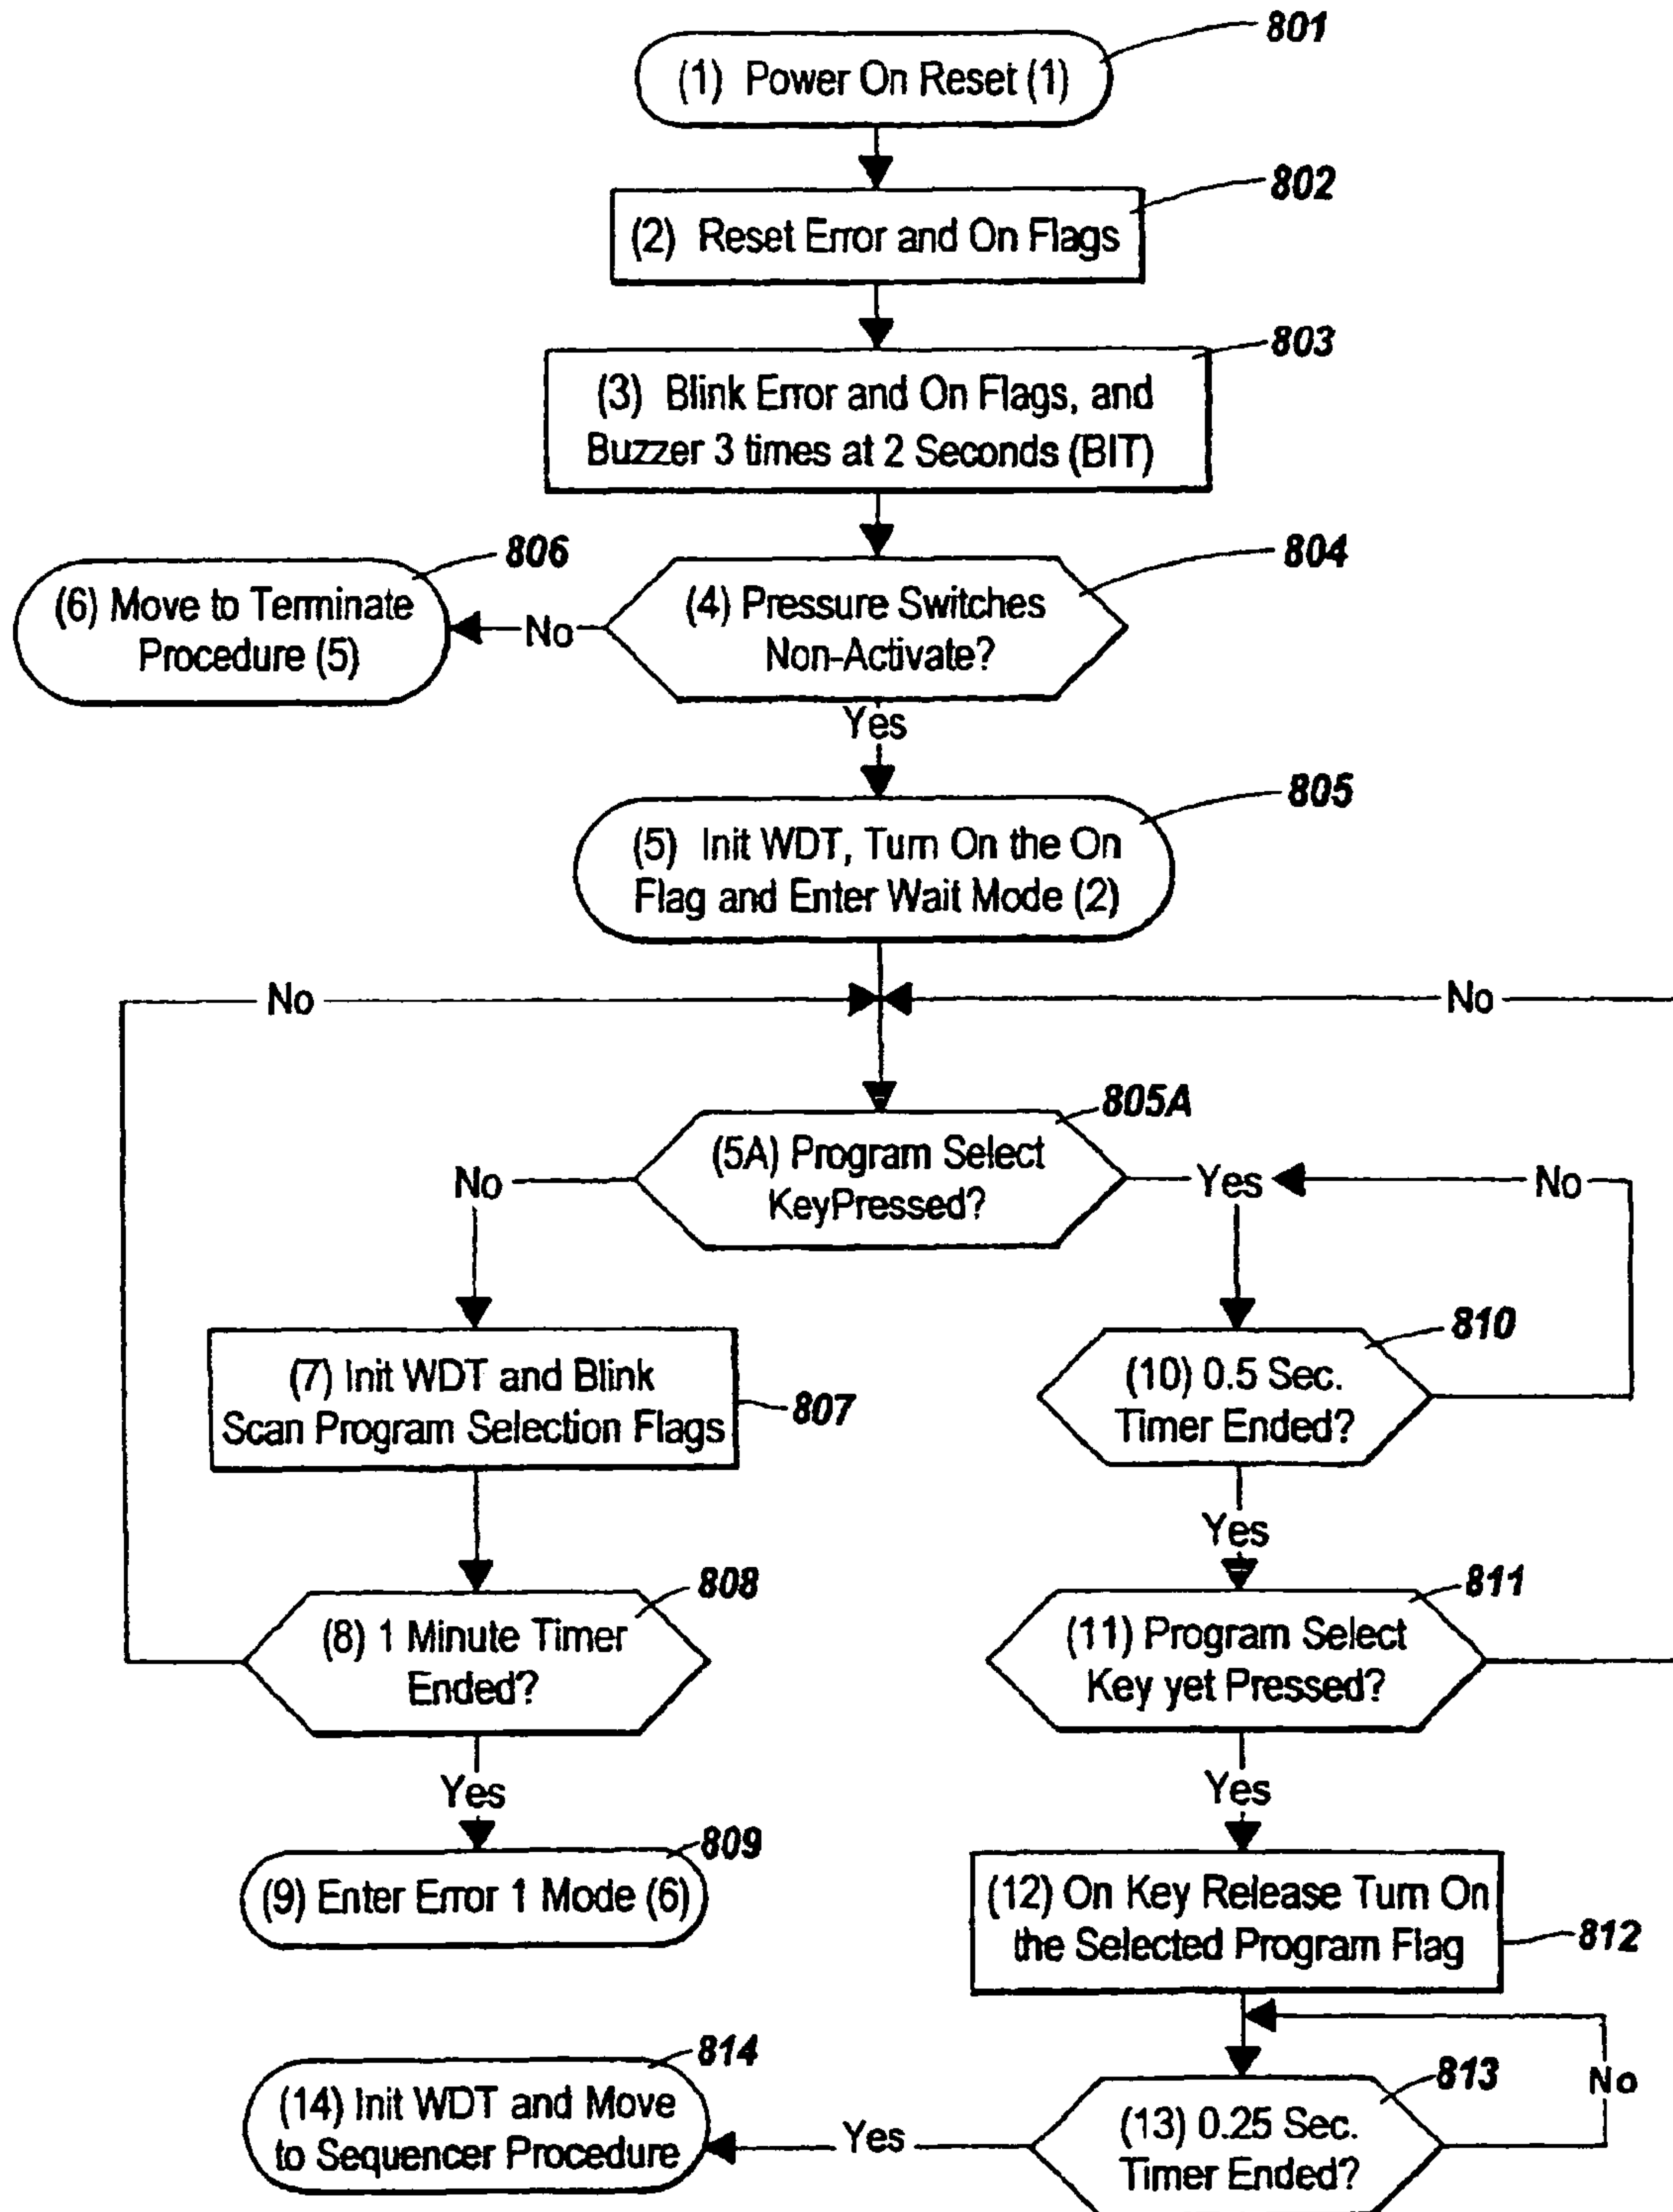 801
(1) Power On Reset (1)
802
(2) Reset Error and On Flags
803
(3) Blink Error and On Flags, and
Buzzer 3 times at 2 Seconds (BIT)
806
804
(6) Move to Terminate
Procedure (5)
No
(4) Pressure Switches
Non-Activate?
Yes
805
(5) Init WDT, Turn On the On
Flag and Enter Wait Mode (2)
No
No
805A
(5A) Program Select
KeyPressed?
No
Yes
No
(7) Init WDT and Blink
Scan Program Selection Flags
807
810
(10) 0.5 Sec.
Timer Ended?
Yes
808
(8) 1 Minute Timer
Ended?
811
(11) Program Select
Key yet Pressed?
Yes
Yes
809
(9) Enter Error 1 Mode (6)
(12) On Key Release Turn On
the Selected Program Flag
812
814
(14) Init WDT and Move
to Sequencer Procedure
Yes
813
(13) 0.25 Sec.
Timer Ended?
No